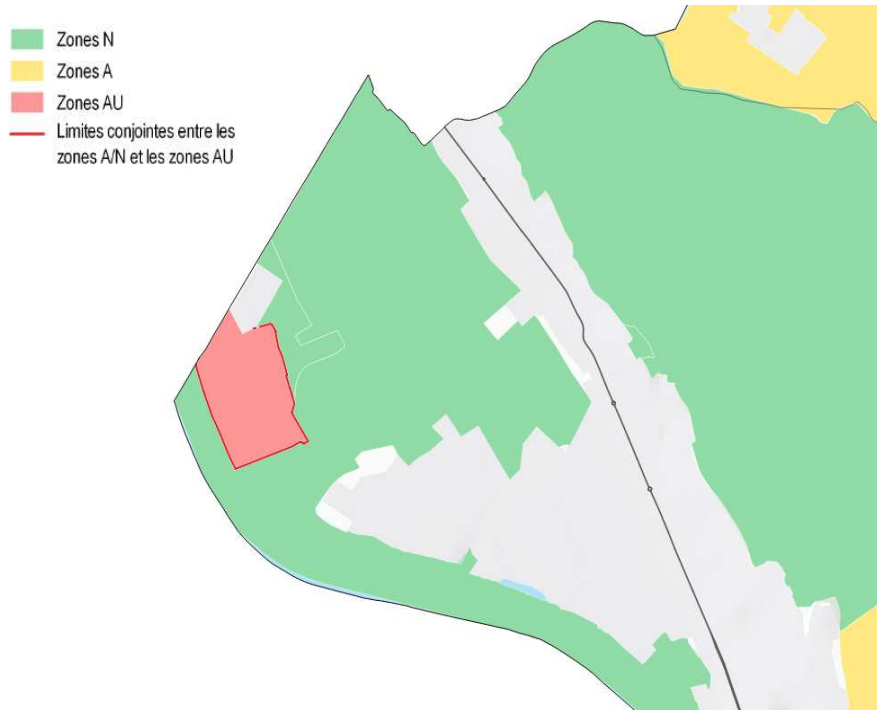 Zones N
Zones A
Zones AU
Limites conjointes entre les
zones A/N et les zones AU